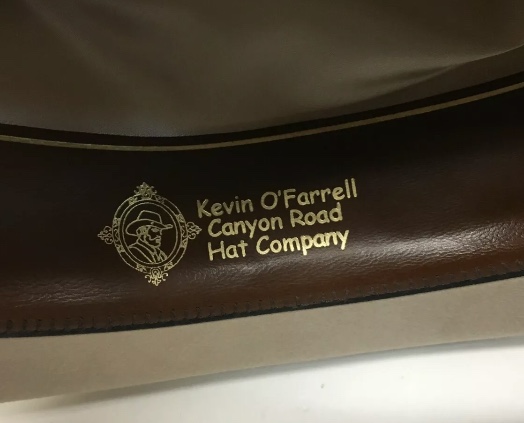 Kevin O'Farrell
Canyon Road
Hat Company